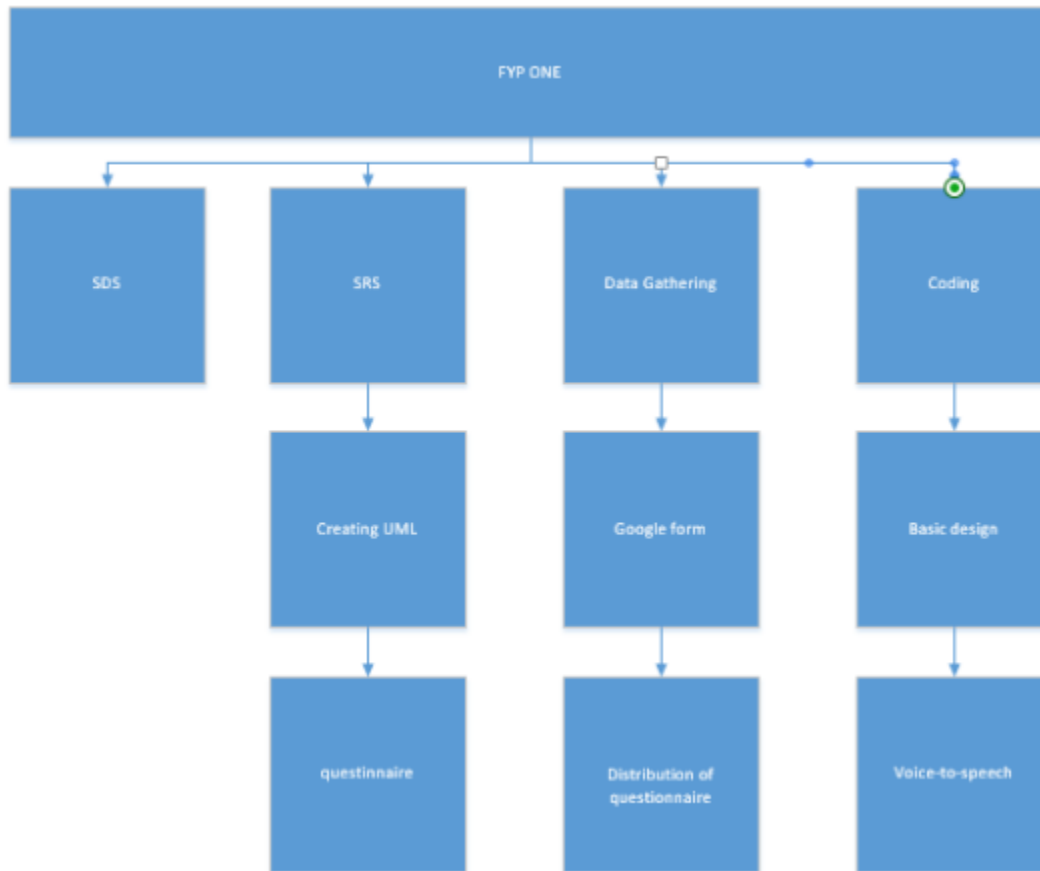 FYP ONE
SDS
SRS
Data Gathering
Coding
Creating UML
Google form
Basic design
questinnaire
Distribution of
questionnaire
Voice-to-speech